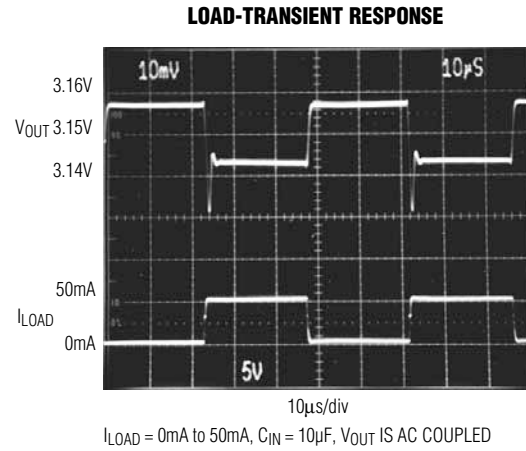 LOAD-TRANSIENT RESPONSE
10mV 10µS
3.16V
VOUT 3.15V
3.14V
50mA
ILOAD
0mA
5V
10µs/div
ILOAD = 0mA to 50mA, CIN = 10µF, VOUT IS AC COUPLED